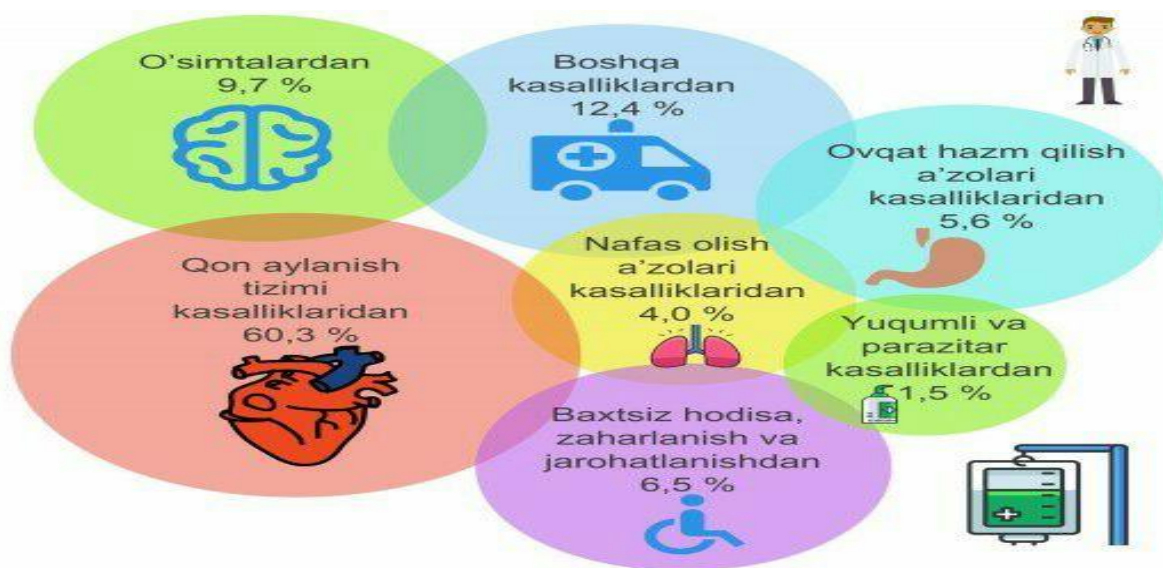 O’simtalardan
9,7 %
Boshqa
kasalliklardan
12,4 %
Ovqat hazm qilish
a’zolari
kasalliklaridan
5,6 %
Qon aylanish
tizimi
kasalliklaridan
60,3 %
Nafas olish
a’zolari
kasalliklaridan
4,0 %
Yuqumli va
parazitar
kasalliklardan
1,5 %
Baxtsiz hodisa,
zaharlanish va
jarohatlanishdan
6,5 %